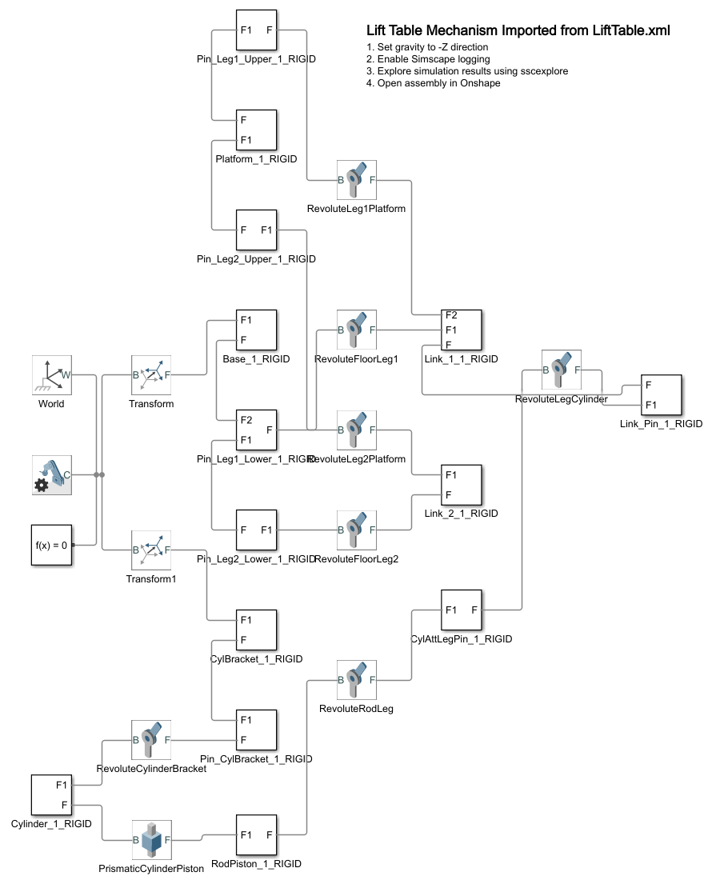 Lift Table Mechanism Imported from LiftTable.xml
1. Set gravity to -Z direction
2. Enable Simscape logging
3. Explore simulation results using sscexplore
4. Open assembly in Onshape
F1 F
Pin_Leg1_Upper_1_RIGID
F
F1
Platform_1_RIGID
B F
RevoluteLeg1Platform
F F1
Pin_Leg2_Upper_1_RIGID
F1
F
Base_1_RIGID
B F
RevoluteFloorLeg1
F2
F1
F
Link_1_1_RIGID
W
World
B F
Transform
B F
RevoluteLegCylinder
F
F1
Link_Pin_1_RIGID
F2
F1
F
Pin_Leg1_Lower_1_RIGID
B F
RevoluteLeg2Platform
C
F1
F
Link_2_1_RIGID
f(x) = 0
B F
Transform1
F F1
Pin_Leg2_Lower_1_RIGID
B F
RevoluteFloorLeg2
F1
F
CylBracket_1_RIGID
F1 F
CylAttLegPin_1_RIGID
B F
RevoluteRodLeg
B F
RevoluteCylinderBracket
F1
F
Pin_CylBracket_1_RIGID
F1
F
Cylinder_1_RIGID
B F
PrismaticCylinderPiston
F1 F
RodPiston_1_RIGID